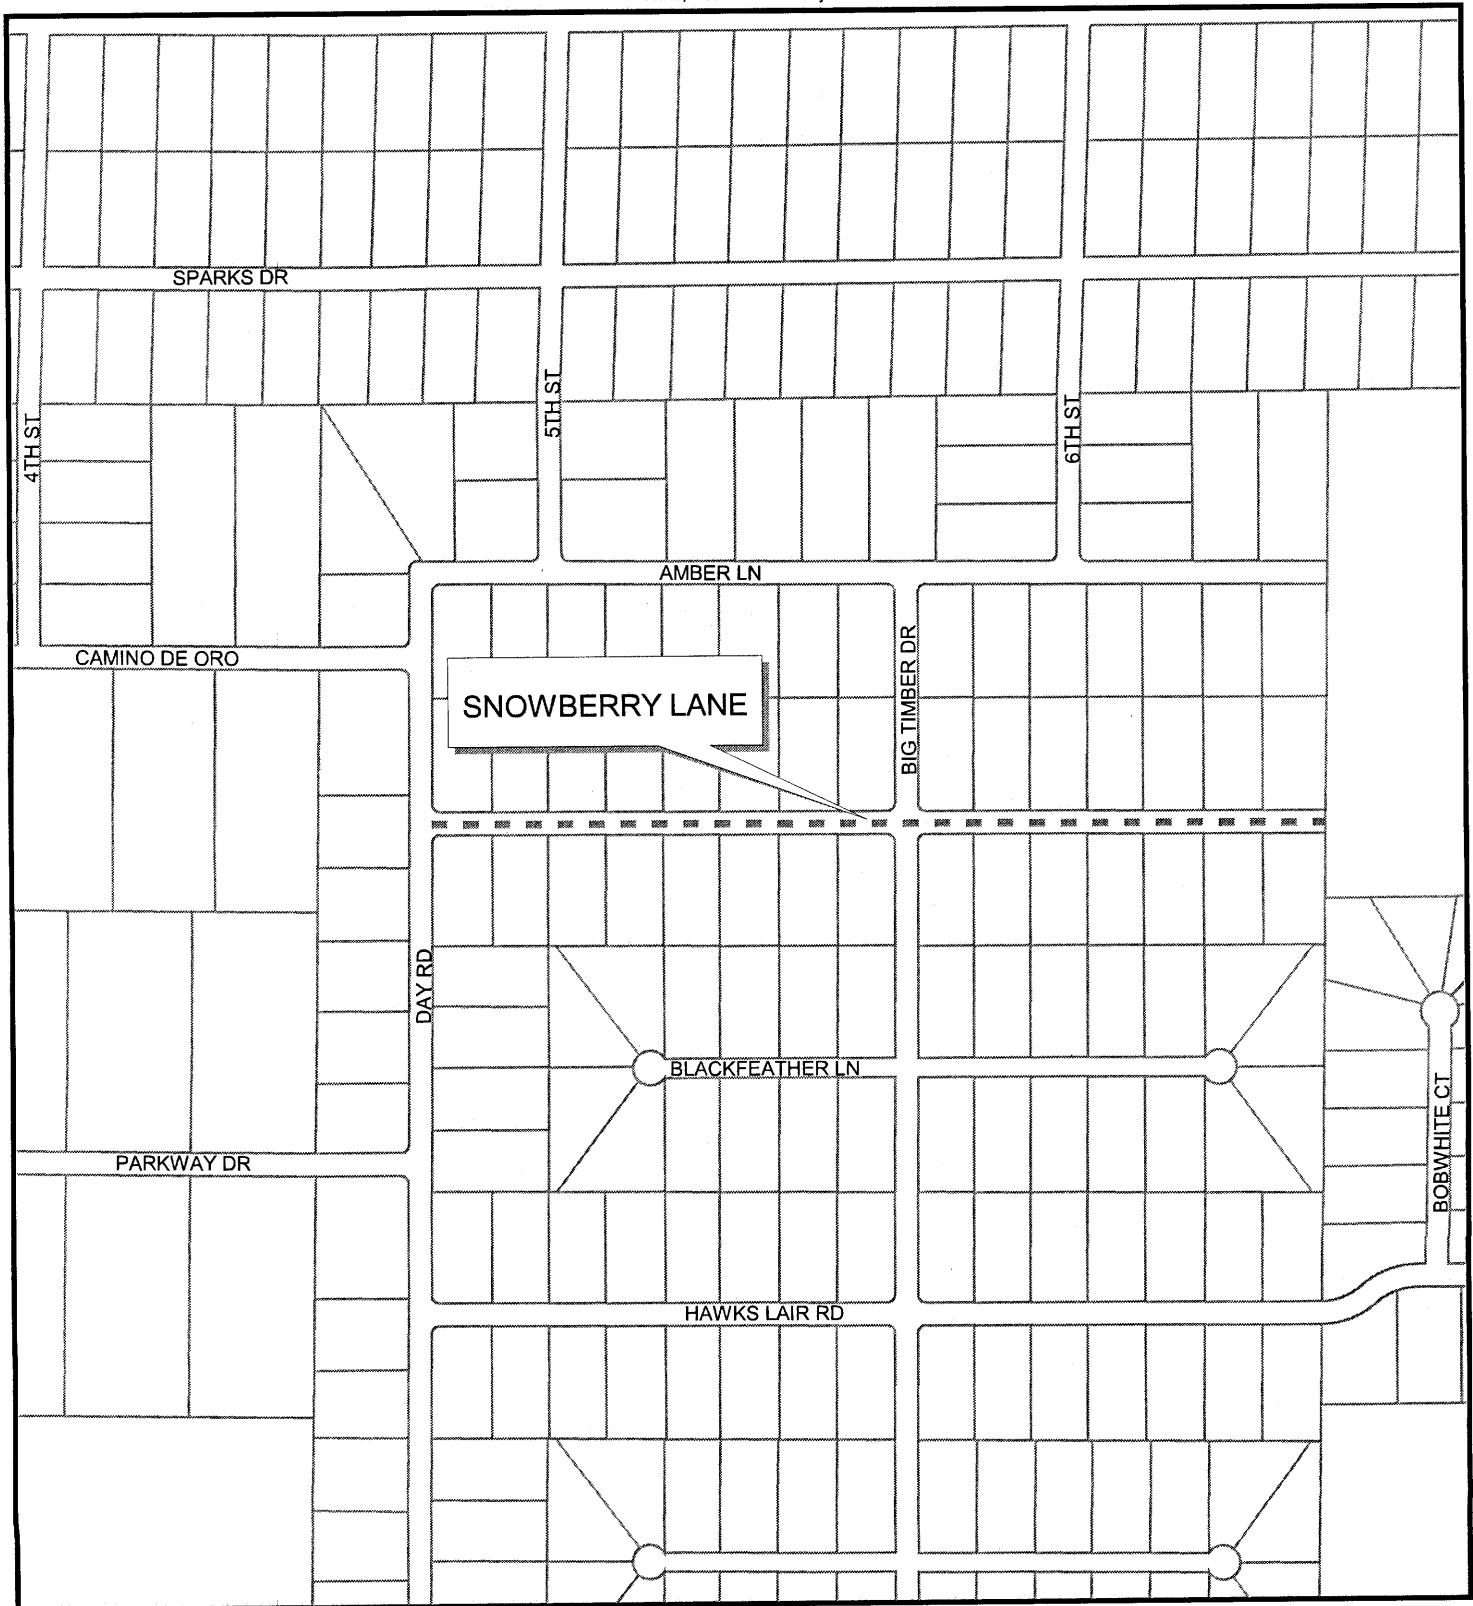 SPARKS DR
5TH ST
6TH ST
4TH ST
AMBER LN
CAMINO DE ORO
BIG TIMBER DR
SNOWBERRY LANE
DAY RD
BLACKFEATHER LN
BOBWHITE CT
PARKWAY DR
HAWKS LAIR RD